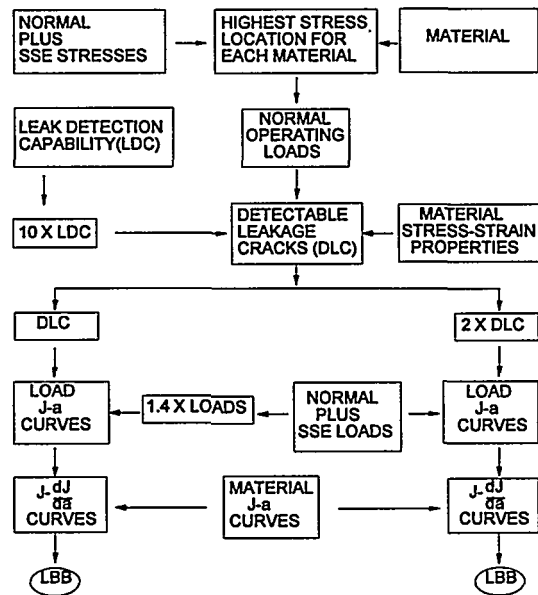 NORMAL
PLUS
SSE STRESSES
HIGHEST STRESS
LOCATION FOR
EACH MATERIAL
MATERIAL
LEAK DETECTION
CAPABILITY(LDC)
NORMAL
OPERATING
LOADS
10 X LDC
DETECTABLE
LEAKAGE
CRACKS (DLC)
MATERIAL
STRESS-STRAIN
PROPERTIES
DLC
2 X DLC
LOAD
J-a
CURVES
1.4 X LOADS
NORMAL
PLUS
SSE LOADS
LOAD
J-a
CURVES
J-dJ
da
CURVES
MATERIAL
J-a
CURVES
J-dJ
da
CURVES
LBB
LBB